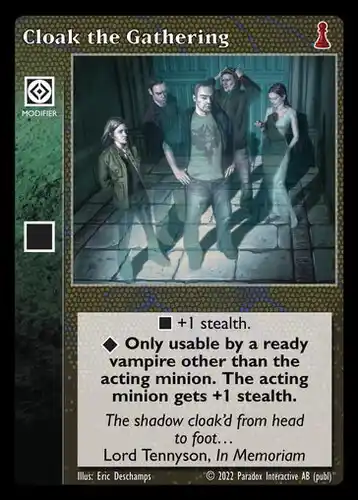 Cloak the Gathering
MODIFIER
+1 stealth.
Only usable by a ready
vampire other than the
acting minion. The acting
minion gets +1 stealth.
The shadow cloak'd from head
to foot…
Lord Tennyson, In Memoriam
Illus: Eric Deschamps © 2022 Paradox Interactive AB (publ)